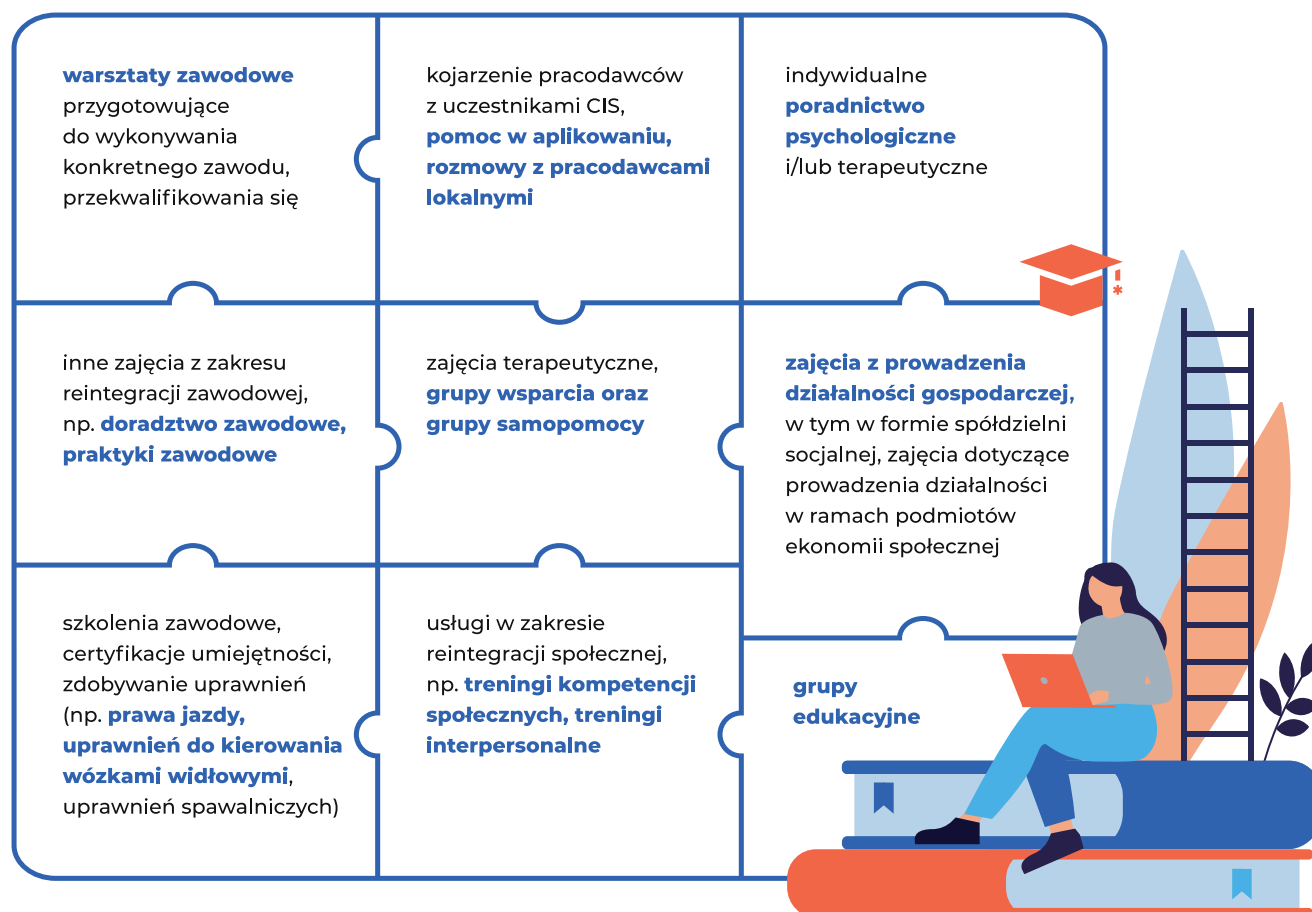 warsztaty zawodowe
przygotowujące
do wykonywania
konkretnego zawodu,
przekwalifikowania się
kojarzenie pracodawców
z uczestnikami CIS,
pomoc w aplikowaniu,
rozmowy z pracodawcami
lokalnymi
indywidualne
poradnictwo
psychologiczne
i/lub terapeutyczne
inne zajęcia z zakresu
reintegracji zawodowej,
np. doradztwo zawodowe,
praktyki zawodowe
zajęcia terapeutyczne,
grupy wsparcia oraz
grupy samopomocy
zajęcia z prowadzenia
działalności gospodarczej,
w tym w formie spółdzielni
socjalnej, zajęcia dotyczące
prowadzenia działalności
w ramach podmiotów
ekonomii społecznej
szkolenia zawodowe,
certyfikacje umiejętności,
zdobywanie uprawnień
(np. prawa jazdy,
uprawnień do kierowania
wózkami widłowymi,
uprawnień spawalniczych)
usługi w zakresie
reintegracji społecznej,
np. treningi kompetencji
społecznych, treningi
interpersonalne
grupy
edukacyjne